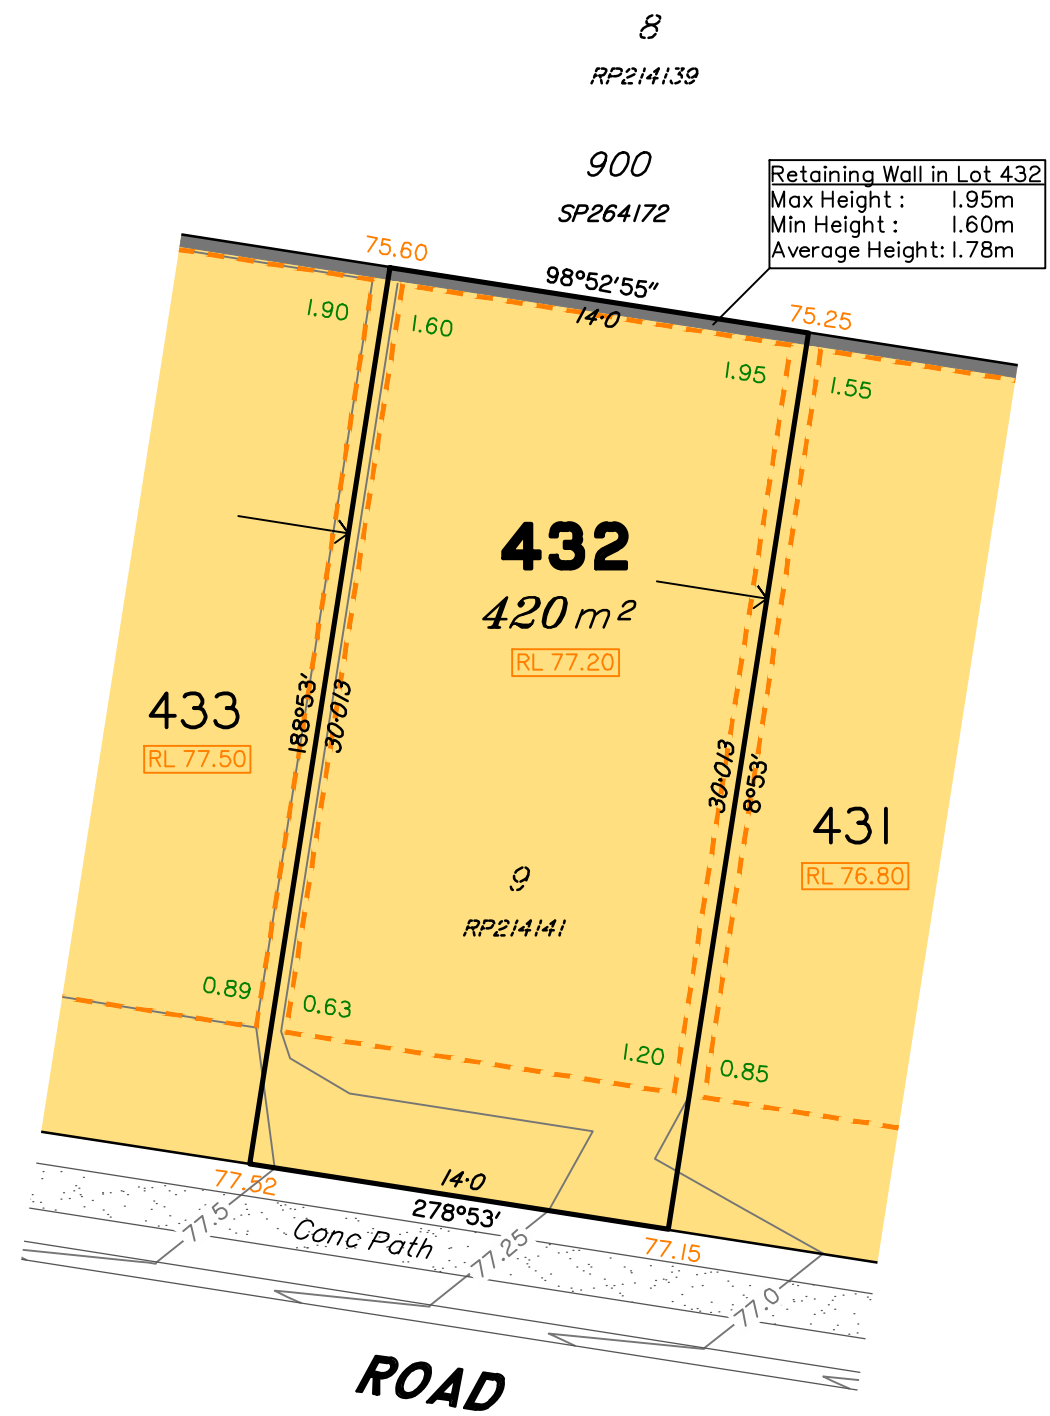 8
RP214139
900
SP264172
Retaining Wall in Lot 432
Max Height : 1.95m
Min Height : 1.60m
Average Height: 1.78m
75.60
98°52'55"
14·0
75.25
1.90
1.60
1.95
1.55
432
420 m²
RL 77.20
433
RL 77.50
188°53'
30·013
30·013
8°53'
431
RL 76.80
9
RP214141
0.89
0.63
1.20
0.85
77.52
14·0
278°53'
77.15
77.5
Conc Path
77.25
77.0
ROAD